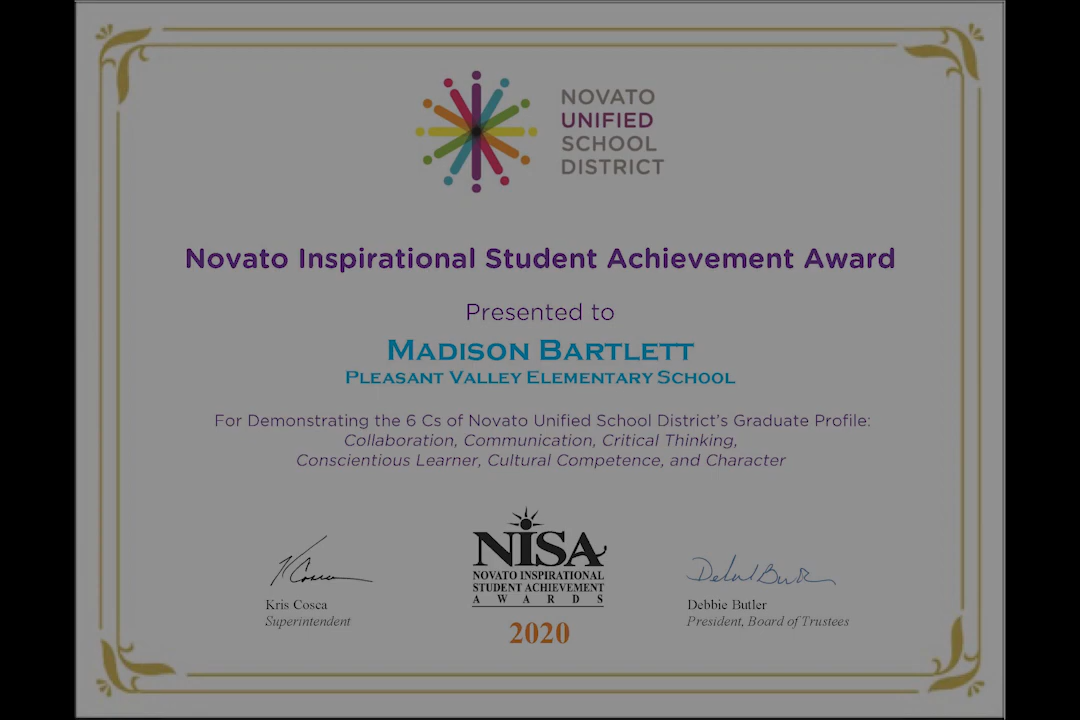 NOVATO
UNIFIED
SCHOOL
DISTRICT
Novato Inspirational Student Achievement Award
Presented to
MADISON BARTLETT
PLEASANT VALLEY ELEMENTARY SCHOOL
For Demonstrating the 6 Cs of Novato Unified School District's Graduate Profile:
Collaboration, Communication, Critical Thinking,
Conscientious Learner, Cultural Competence, and Character
NISA
NOVATO INSPIRATIONAL
STUDENT ACHIEVEMENT
AWARDS
2020
Kris Cosca
Superintendent
Debbie Butler
President, Board of Trustees